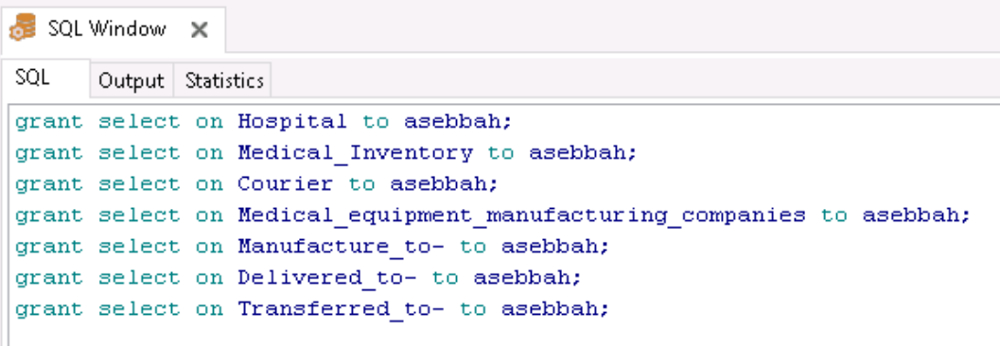 SQL Window
SQL Output Statistics
grant select on Hospital to asebbah;
grant select on Medical_Inventory to asebbah;
grant select on Courier to asebbah;
grant select on Medical_equipment_manufacturing_companies to asebbah;
grant select on Manufacture_to- to asebbah;
grant select on Delivered_to- to asebbah;
grant select on Transferred_to- to asebbah;